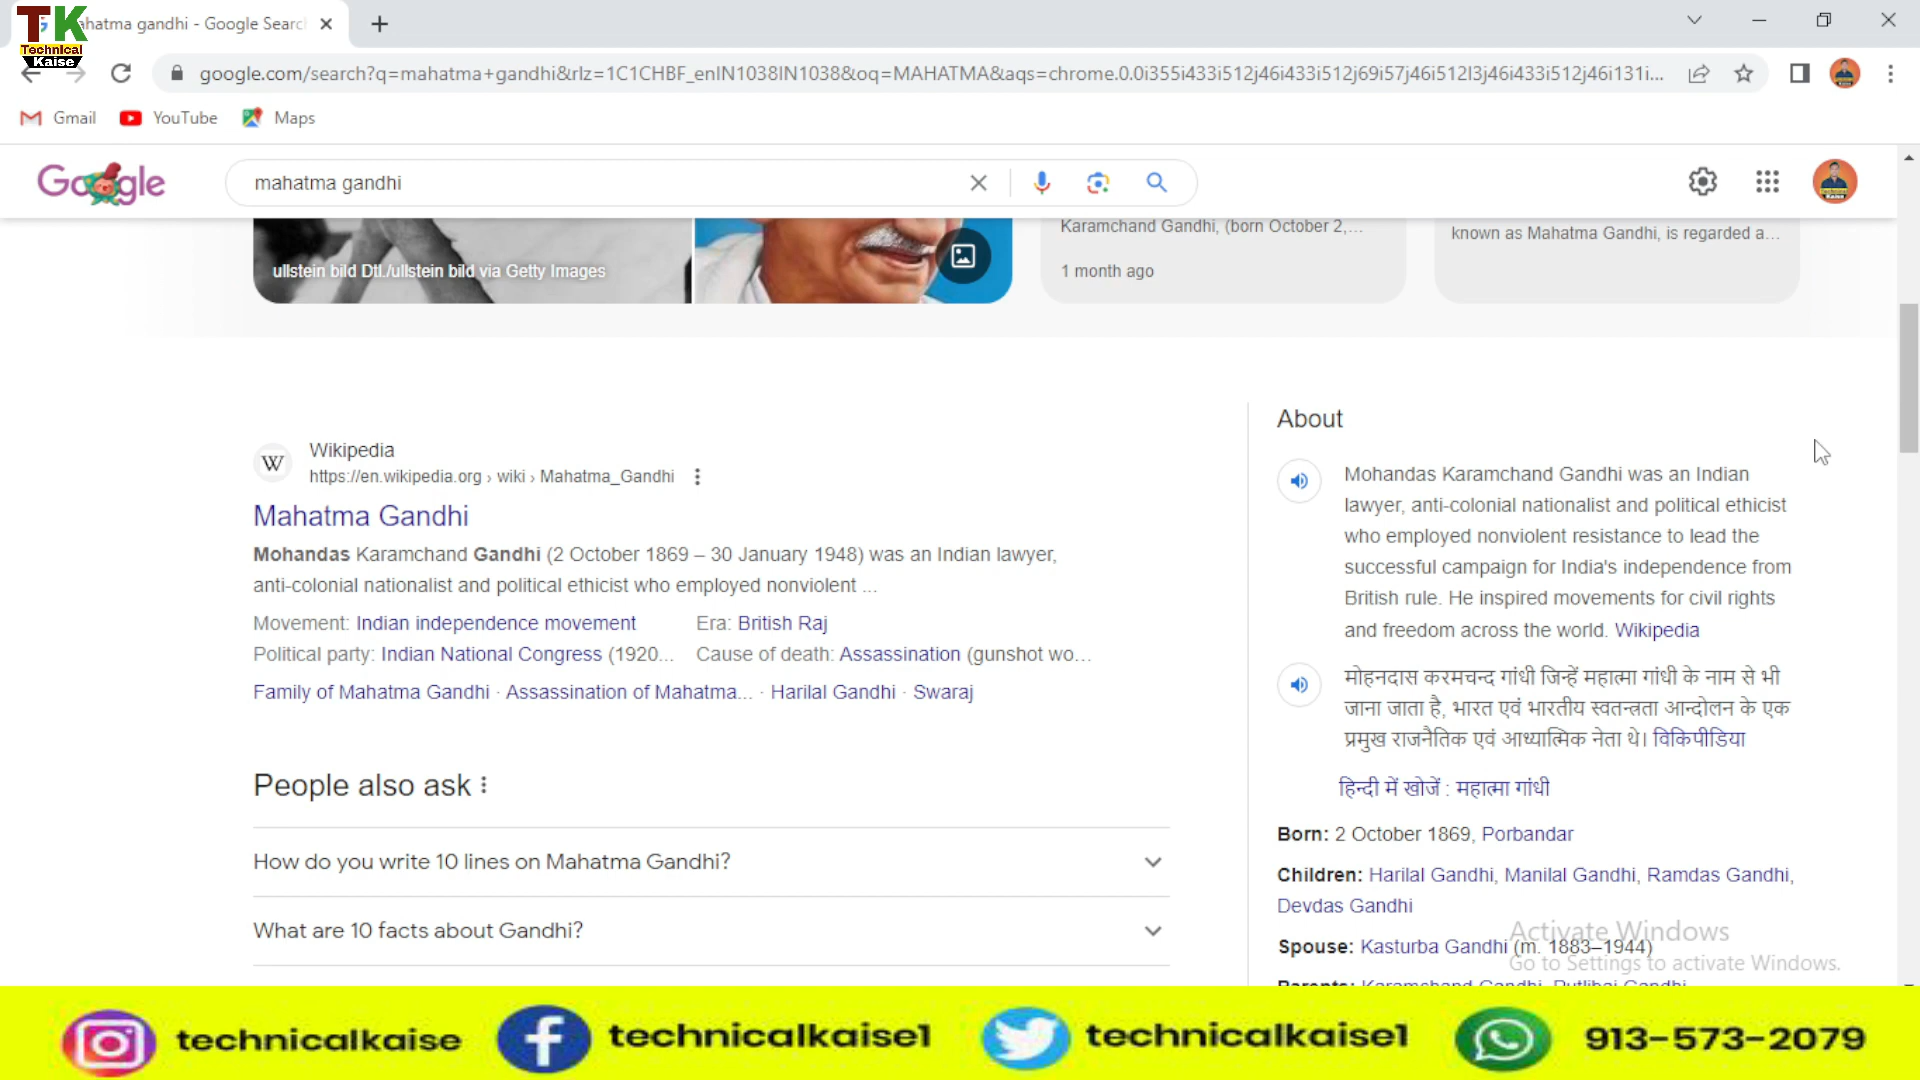 TK
Technical
Kaise
mahatma gandhi - Google Search
google.com/search?q=mahatma+gandhi&rlz=1C1CHBF_enIN1038IN1038&oq=MAHATMA&aqs=chrome.0.0i355i433i512j46i433i512j69i57j46i512l3j46i433i512j46i131i...
Gmail YouTube Maps
Google mahatma gandhi
ullstein bild Dtl./ullstein bild via Getty Images
Karamchand Gandhi, (born October 2,...
1 month ago
known as Mahatma Gandhi, is regarded a...
Wikipedia
https://en.wikipedia.org › wiki › Mahatma_Gandhi
Mahatma Gandhi
Mohandas Karamchand Gandhi (2 October 1869 – 30 January 1948) was an Indian lawyer,
anti-colonial nationalist and political ethicist who employed nonviolent ...
Movement: Indian independence movement Era: British Raj
Political party: Indian National Congress (1920... Cause of death: Assassination (gunshot wo...
Family of Mahatma Gandhi · Assassination of Mahatma... · Harilal Gandhi · Swaraj
People also ask
How do you write 10 lines on Mahatma Gandhi?
What are 10 facts about Gandhi?
About
Mohandas Karamchand Gandhi was an Indian
lawyer, anti-colonial nationalist and political ethicist
who employed nonviolent resistance to lead the
successful campaign for India's independence from
British rule. He inspired movements for civil rights
and freedom across the world. Wikipedia
मोहनदास करमचन्द गांधी जिन्हें महात्मा गांधी के नाम से भी
जाना जाता है, भारत एवं भारतीय स्वतन्त्रता आन्दोलन के एक
प्रमुख राजनैतिक एवं आध्यात्मिक नेता थे। विकिपीडिया
हिन्दी में खोजें : महात्मा गांधी
Born: 2 October 1869, Porbandar
Children: Harilal Gandhi, Manilal Gandhi, Ramdas Gandhi,
Devdas Gandhi
Spouse: Kasturba Gandhi (m. 1883–1944)
Parents: Karamchand Gandhi, Putlibai Gandhi
Activate Windows
Go to Settings to activate Windows.
technicalkaise technicalkaise1 technicalkaise1 913-573-2079